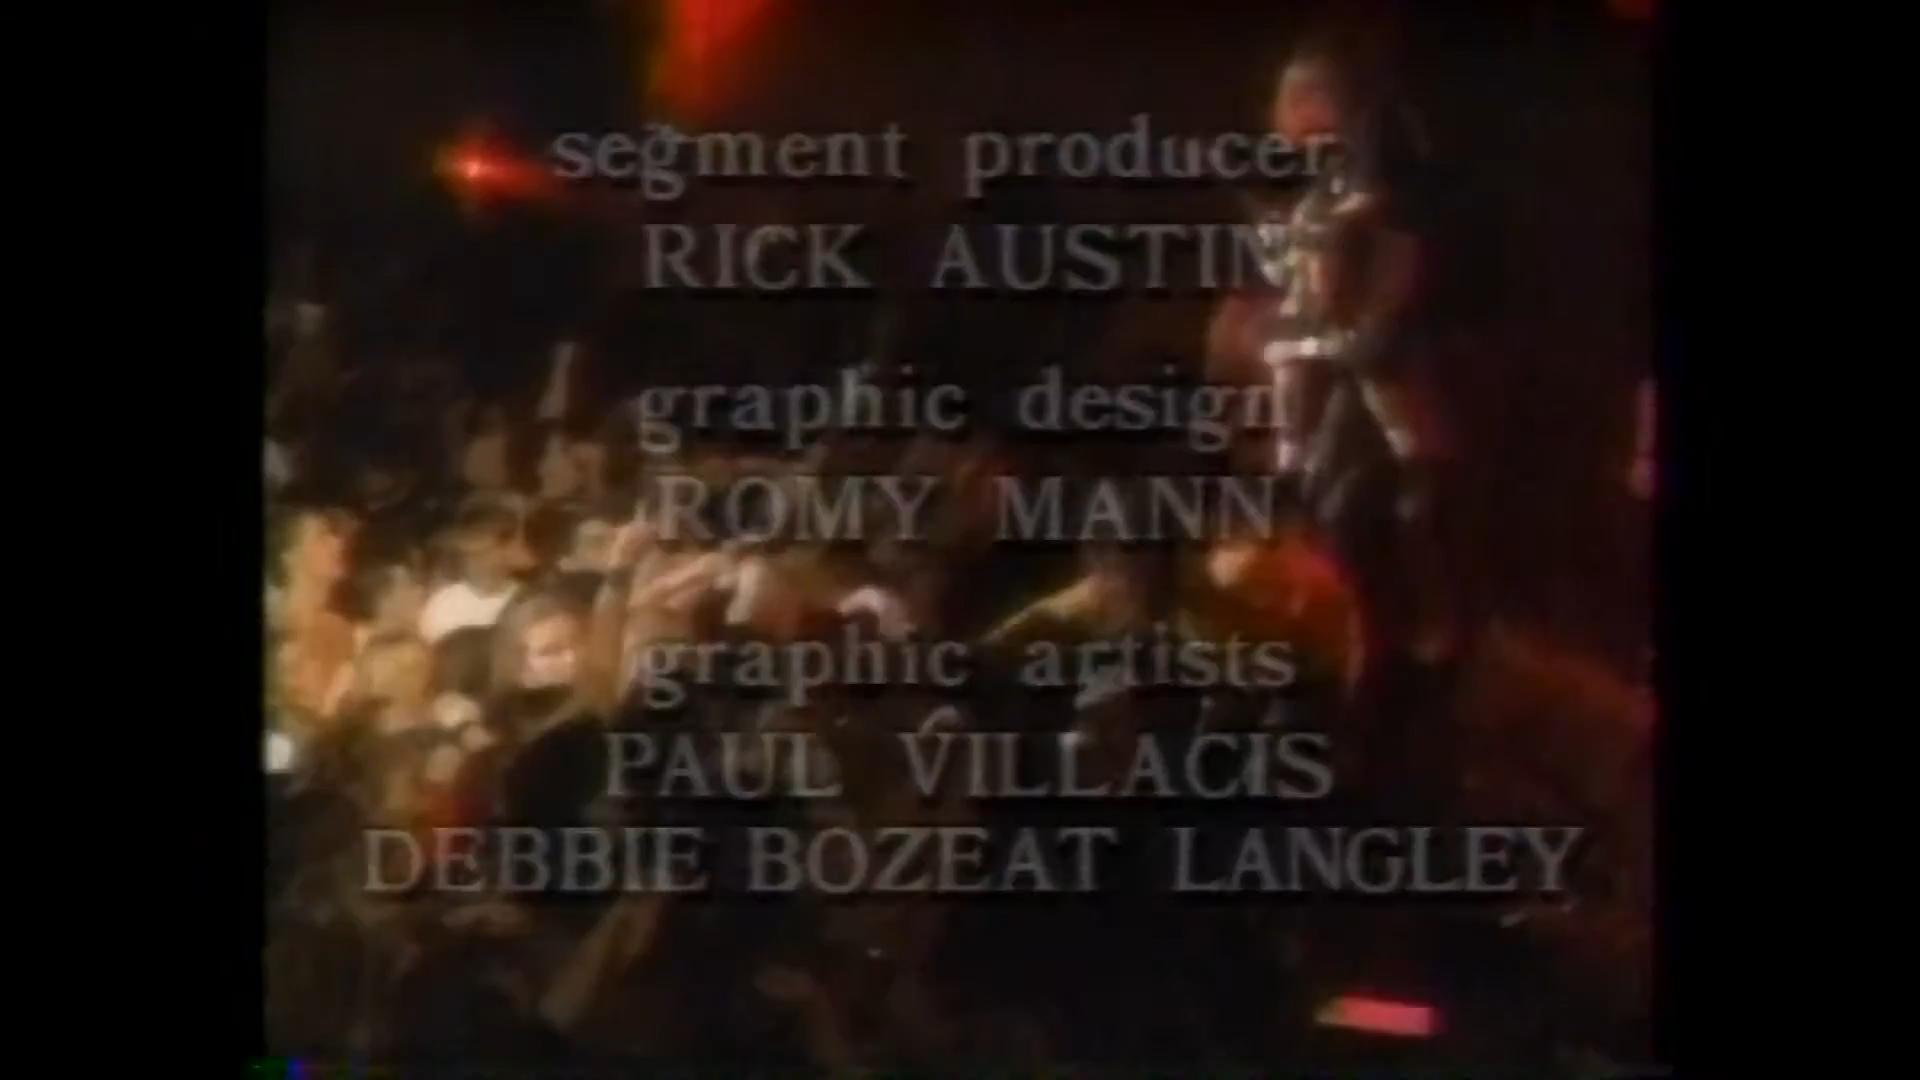 segment producer
RICK AUSTIN
graphic design
ROMY MANN
graphic artists
PAUL VILLACIS
DEBBIE BOZEAT LANGLEY